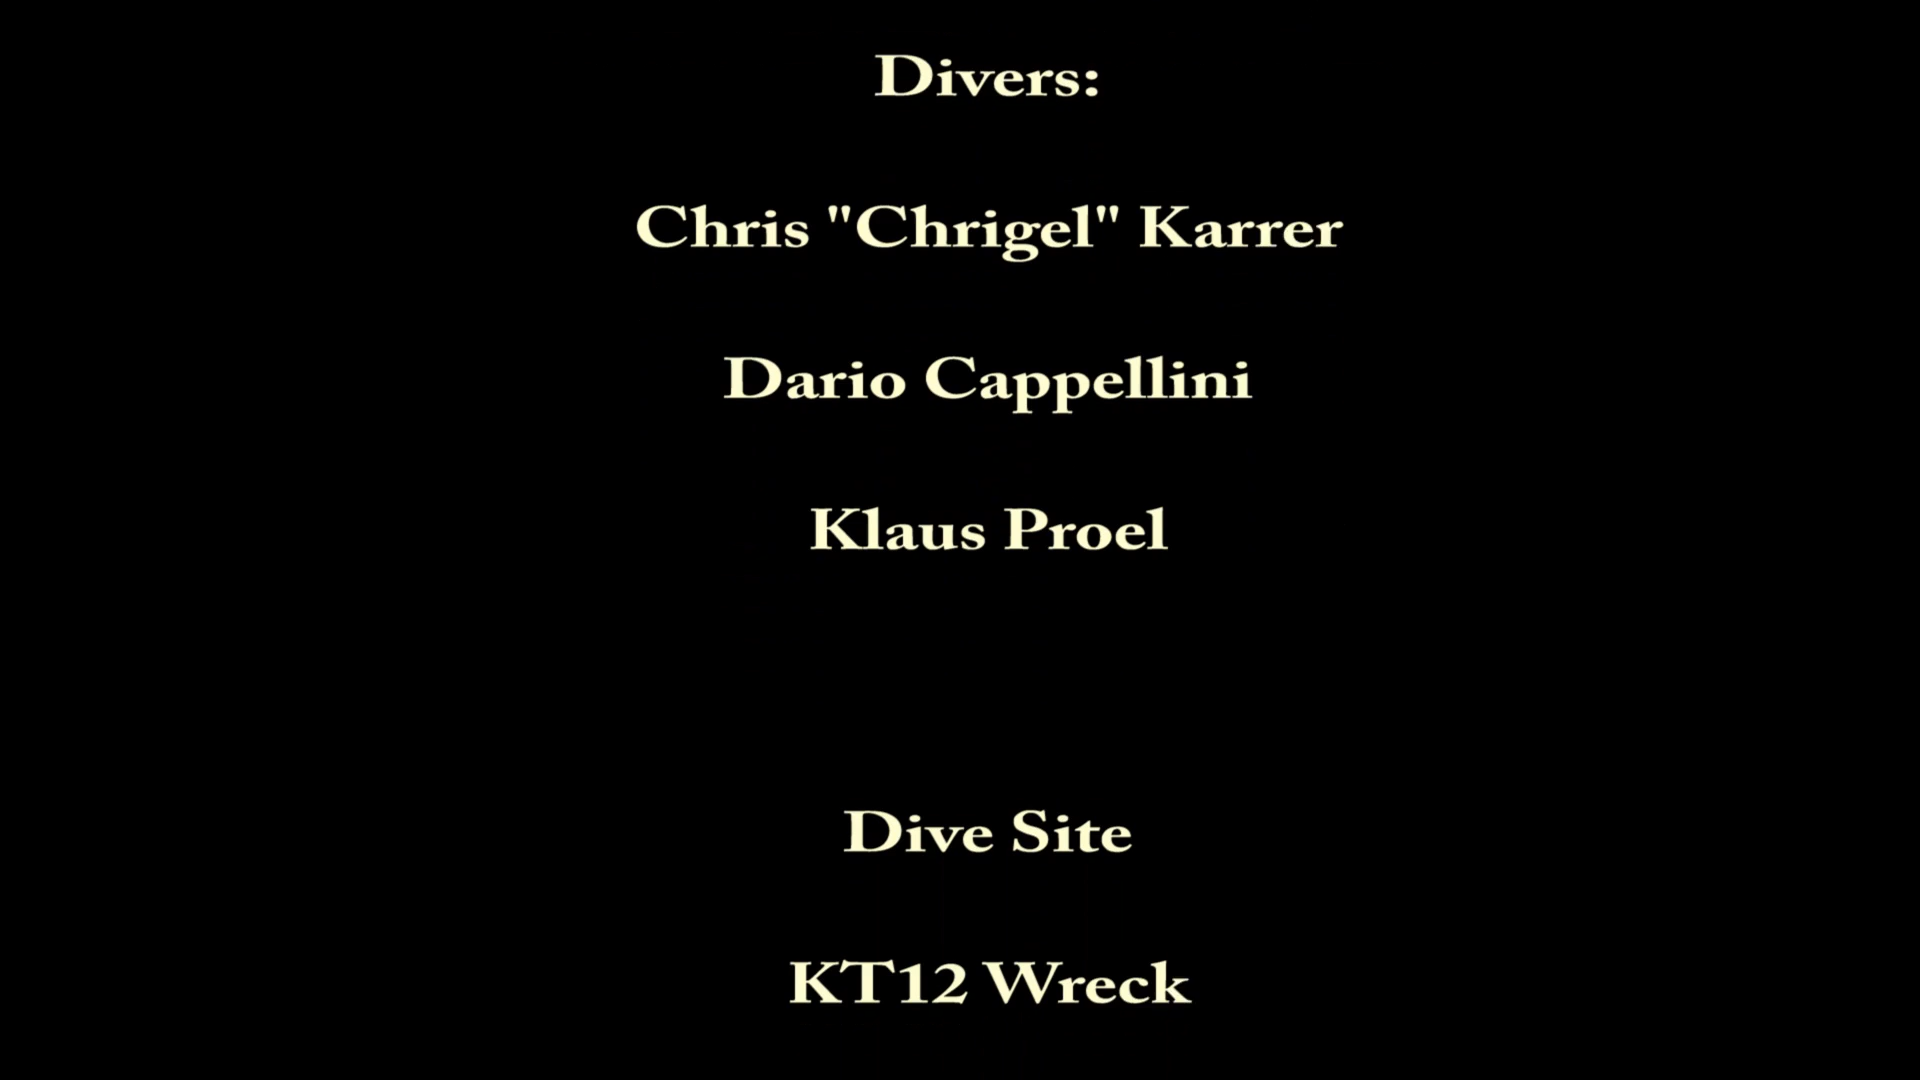 Divers:
Chris "Chrigel" Karrer
Dario Cappellini
Klaus Proel
Dive Site
KT12 Wreck